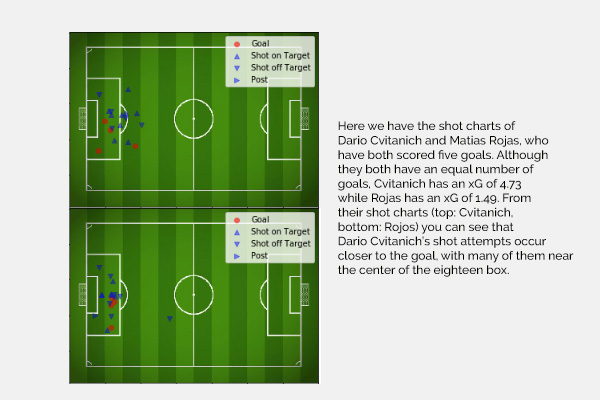 Goal
Shot on Target
Shot off Target
Post
Goal
Shot on Target
Shot off Target
Post
Here we have the shot charts of
Dario Cvitanich and Matias Rojas, who
have both scored five goals. Although
they both have an equal number of
goals, Cvitanich has an xG of 4.73
while Rojas has an xG of 1.49. From
their shot charts (top: Cvitanich,
bottom: Rojos) you can see that
Dario Cvitanich's shot attempts occur
closer to the goal, with many of them near
the center of the eighteen box.